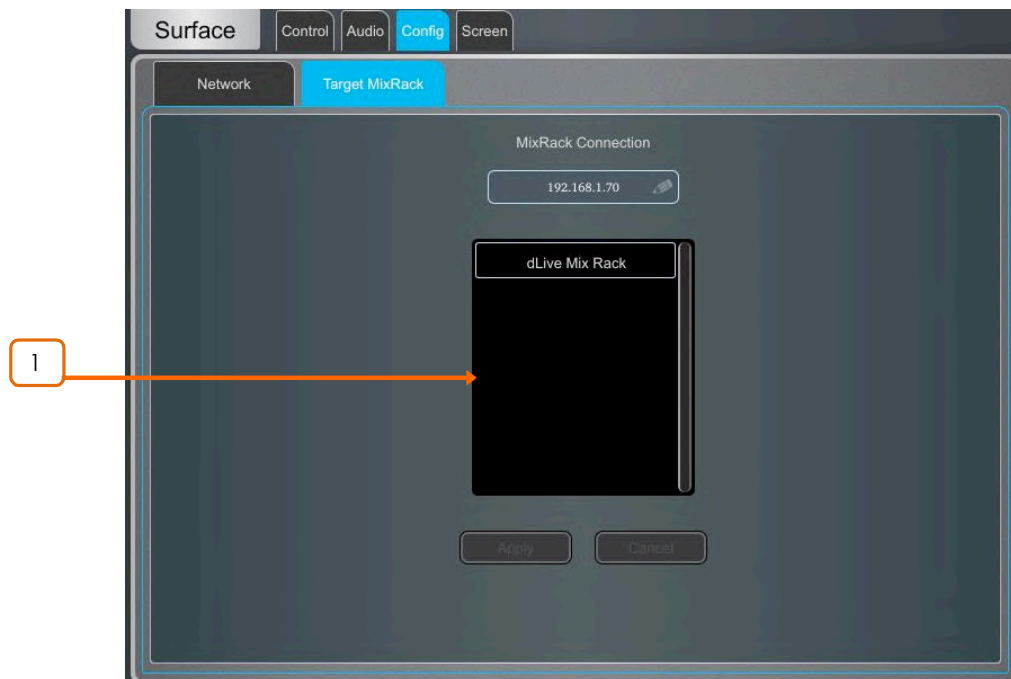 Surface Control Audio Config Screen
Network Target MixRack
MixRack Connection
192.168.1.70
dLive Mix Rack
1
Apply Cancel